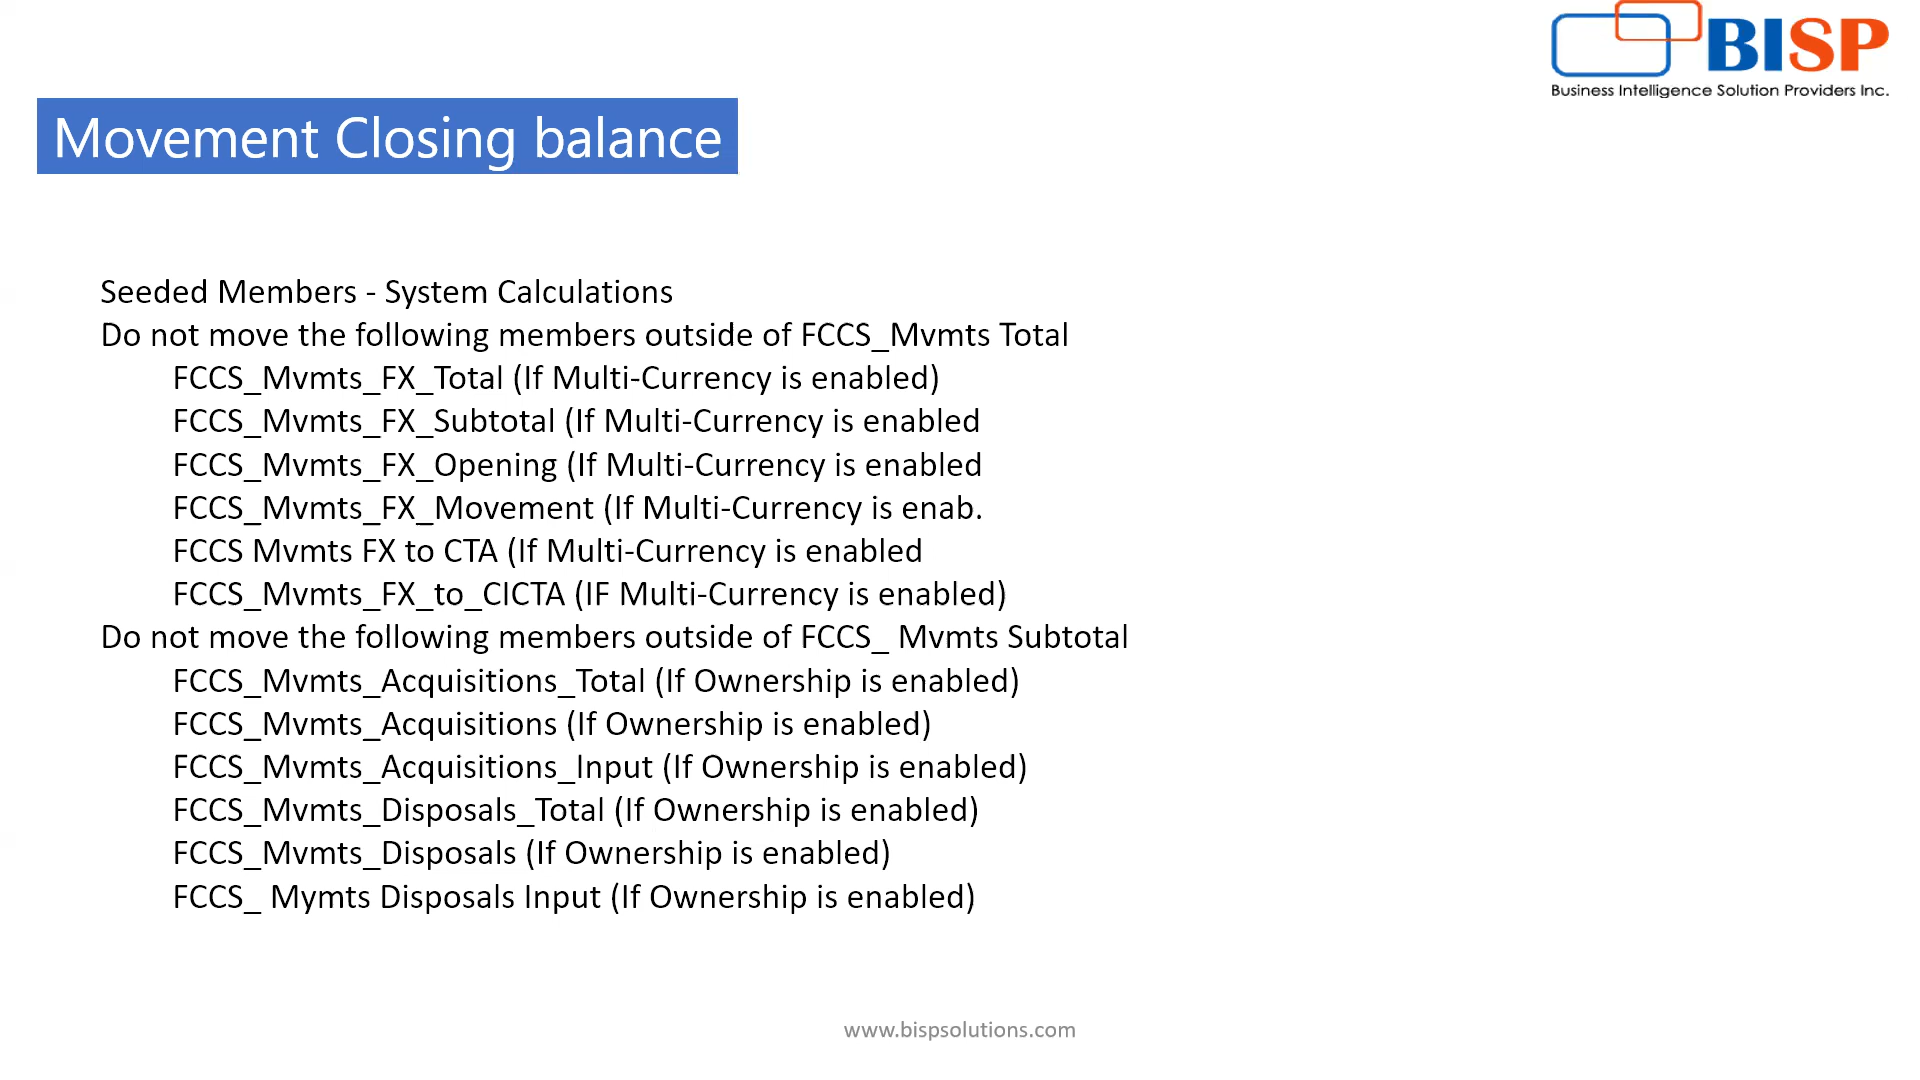 BISP
Business Intelligence Solution Providers Inc.
Movement Closing balance
Seeded Members - System Calculations
Do not move the following members outside of FCCS_Mvmts Total
FCCS_Mvmts_FX_Total (If Multi-Currency is enabled)
FCCS_Mvmts_FX_Subtotal (If Multi-Currency is enabled
FCCS_Mvmts_FX_Opening (If Multi-Currency is enabled
FCCS_Mvmts_FX_Movement (If Multi-Currency is enab.
FCCS Mvmts FX to CTA (If Multi-Currency is enabled
FCCS_Mvmts_FX_to_CICTA (IF Multi-Currency is enabled)
Do not move the following members outside of FCCS_ Mvmts Subtotal
FCCS_Mvmts_Acquisitions_Total (If Ownership is enabled)
FCCS_Mvmts_Acquisitions (If Ownership is enabled)
FCCS_Mvmts_Acquisitions_Input (If Ownership is enabled)
FCCS_Mvmts_Disposals_Total (If Ownership is enabled)
FCCS_Mvmts_Disposals (If Ownership is enabled)
FCCS_ Mymts Disposals Input (If Ownership is enabled)
www.bispsolutions.com